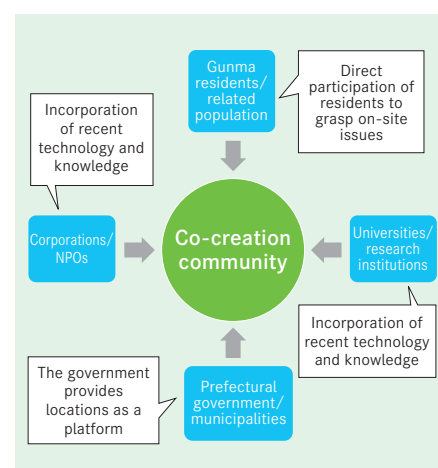 Gunma
residents/
related
population
Direct
participation of
residents to
grasp on-site
issues
Incorporation
of recent
technology and
knowledge
Corporations/
NPOs
Co-creation
community
Universities/
research
institutions
Incorporation of
recent technology
and knowledge
The government
provides
locations as a
platform
Prefectural
government/
municipalities